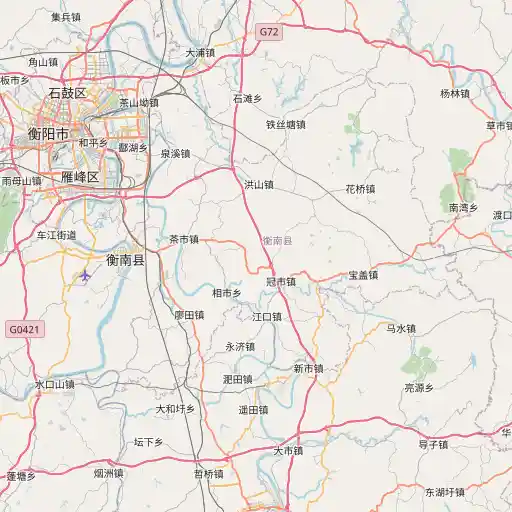 集兵镇
G72
大浦镇
角山镇
板市乡
石鼓区
杨林镇
茶山坳镇
石滩乡
铁丝塘镇
草市镇
衡阳市
和平乡
酃湖乡
泉溪镇
雁峰区
雨母山镇
洪山镇
花桥镇
南湾乡
渡口
车江街道
茶市镇
衡南县
衡南县
宝盖镇
冠市镇
相市乡
廖田镇
江口镇
G0421
马水镇
永济镇
新市镇
水口山镇
淝田镇
亮源乡
大和圩乡
遥田镇
坛下乡
华
导子镇
大市镇
蓬塘乡
烟洲镇
哲桥镇
东湖圩镇